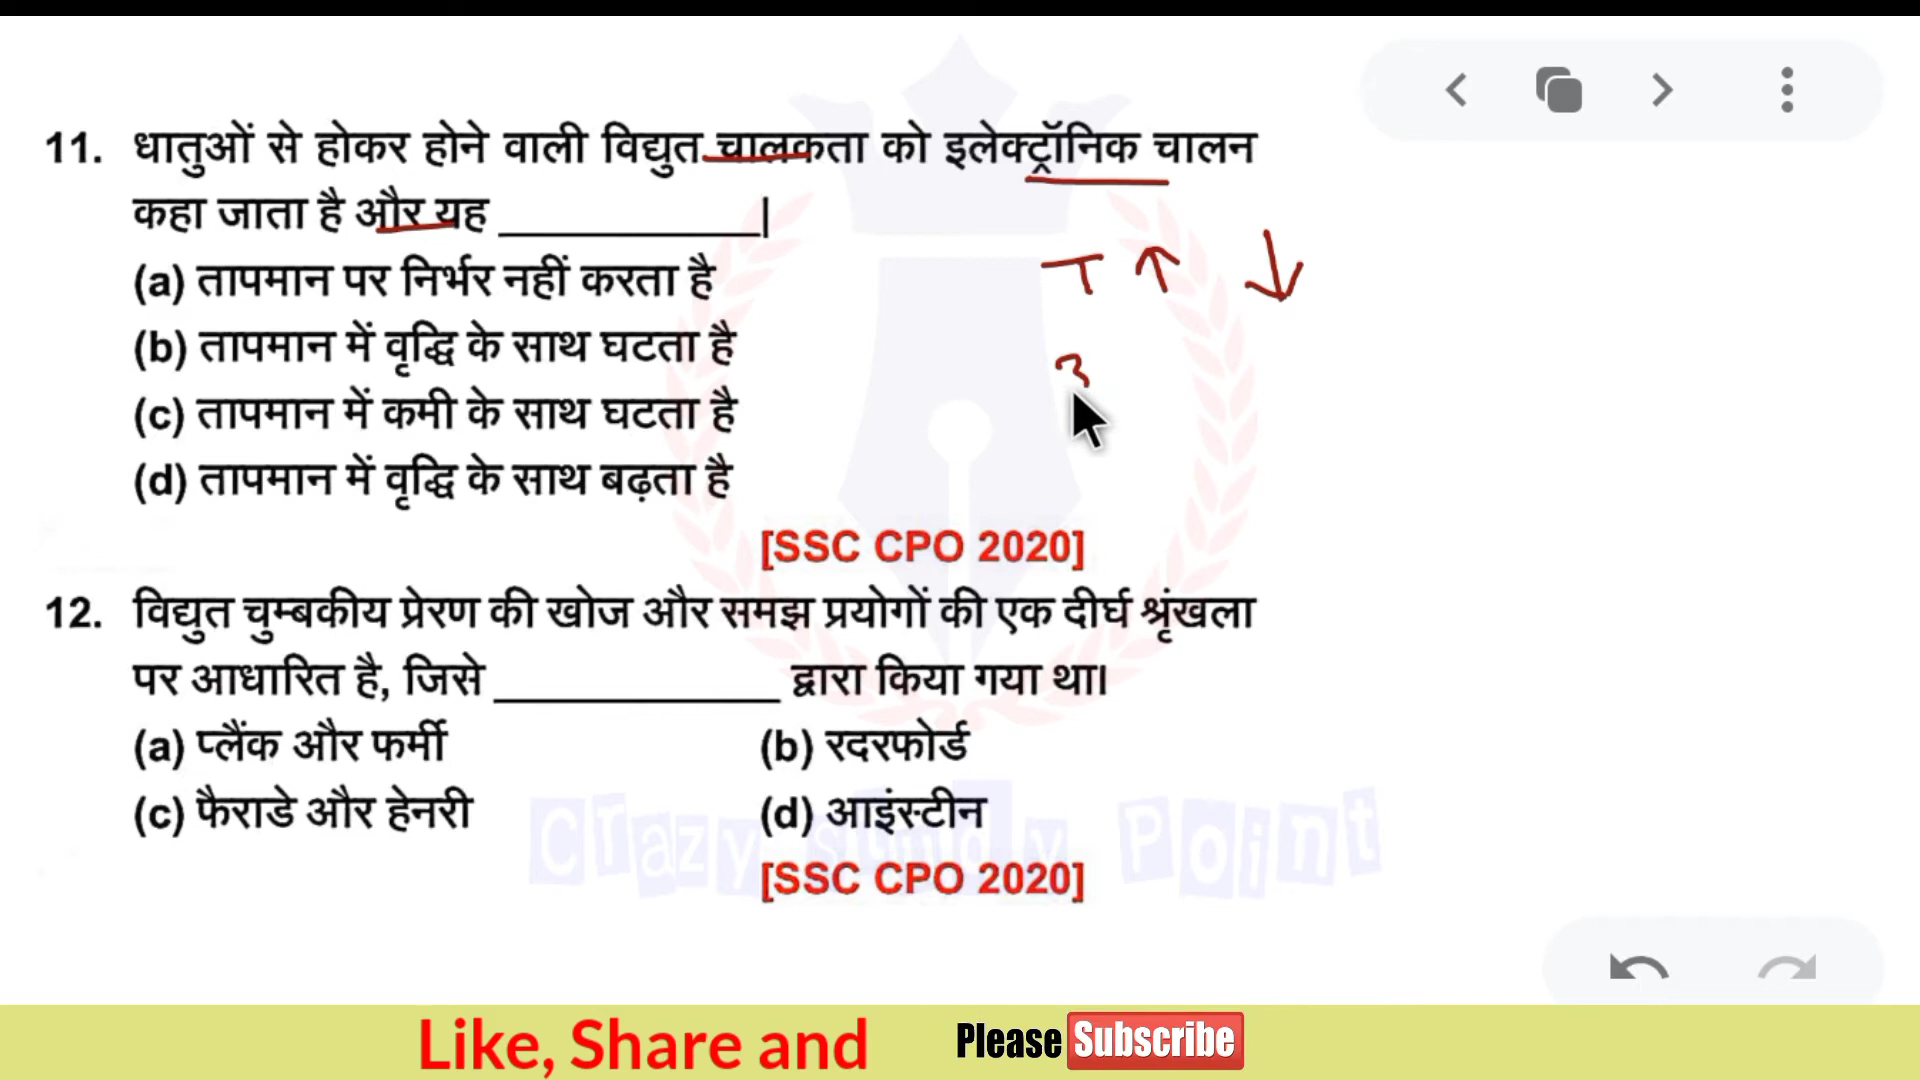 11. धातुओं से होकर होने वाली विद्युत चालकता को इलेक्ट्रॉनिक चालन
कहा जाता है और यह ___________|
(a) तापमान पर निर्भर नहीं करता है
(b) तापमान में वृद्धि के साथ घटता है
(c) तापमान में कमी के साथ घटता है
(d) तापमान में वृद्धि के साथ बढ़ता है
T ↑ ↓
[SSC CPO 2020]
12. विद्युत चुम्बकीय प्रेरण की खोज और समझ प्रयोगों की एक दीर्घ श्रृंखला
पर आधारित है, जिसे ____________ द्वारा किया गया था।
(a) प्लैंक और फर्मी (b) रदरफोर्ड
(c) फैराडे और हेनरी (d) आइंस्टीन
Crazy Study Point
[SSC CPO 2020]
Like, Share and Please Subscribe